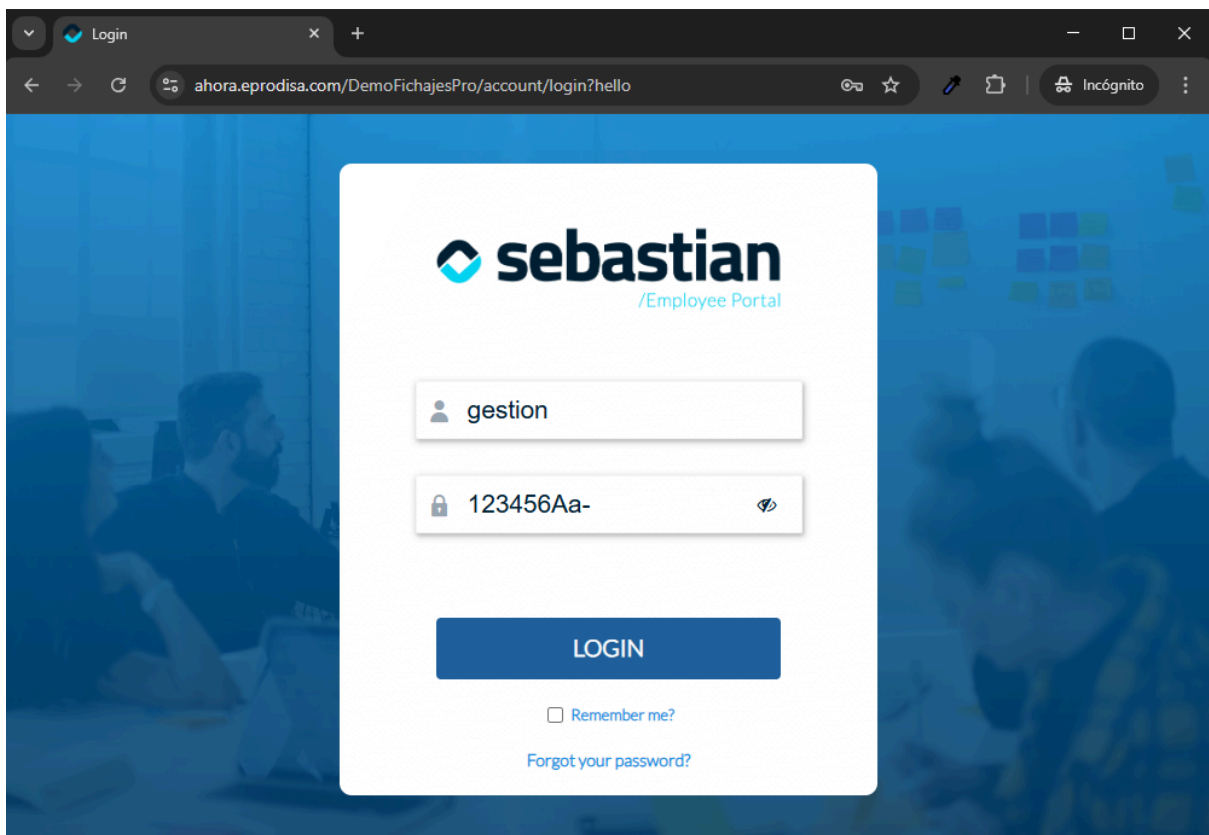 Login
ahora.eprodisa.com/DemoFichajesPro/account/login?hello
Incógnito
sebastian
/Employee Portal
gestion
123456Aa-
LOGIN
Remember me?
Forgot your password?